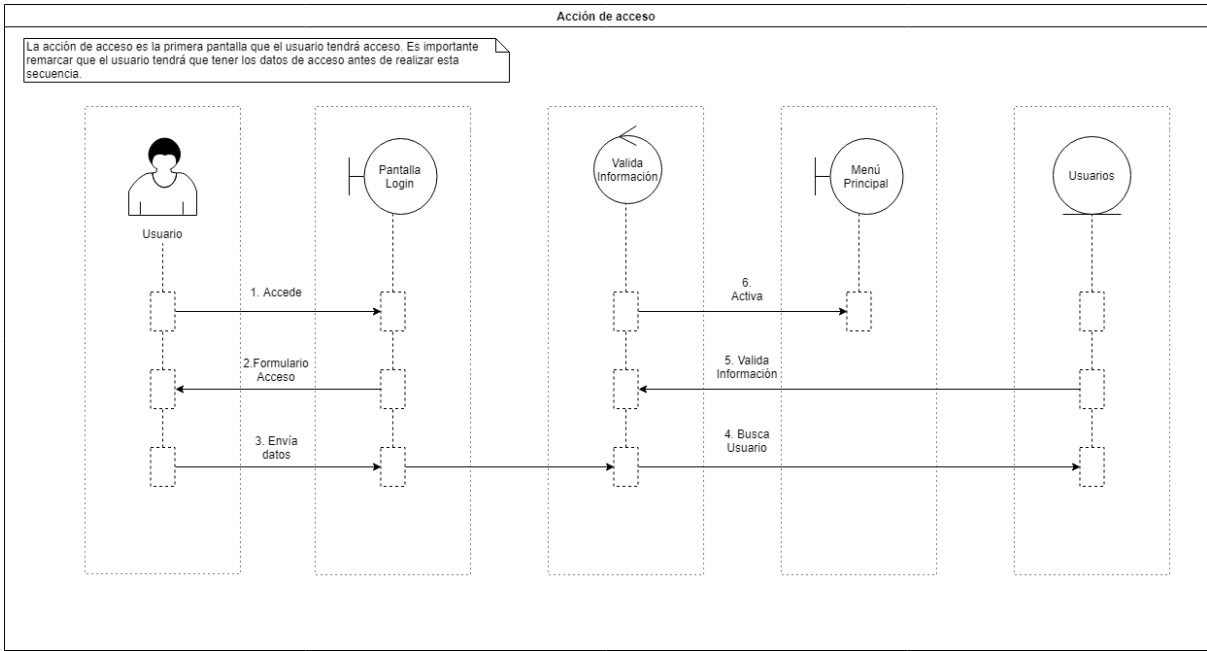 Acción de acceso
La acción de acceso es la primera pantalla que el usuario tendrá acceso. Es importante
remarcar que el usuario tendrá que tener los datos de acceso antes de realizar esta
secuencia.
Usuario
Pantalla
Login
Valida
Información
Menú
Principal
Usuarios
1. Accede
6.
Activa
2.Formulario
Acceso
5. Valida
Información
3. Envía
datos
4. Busca
Usuario